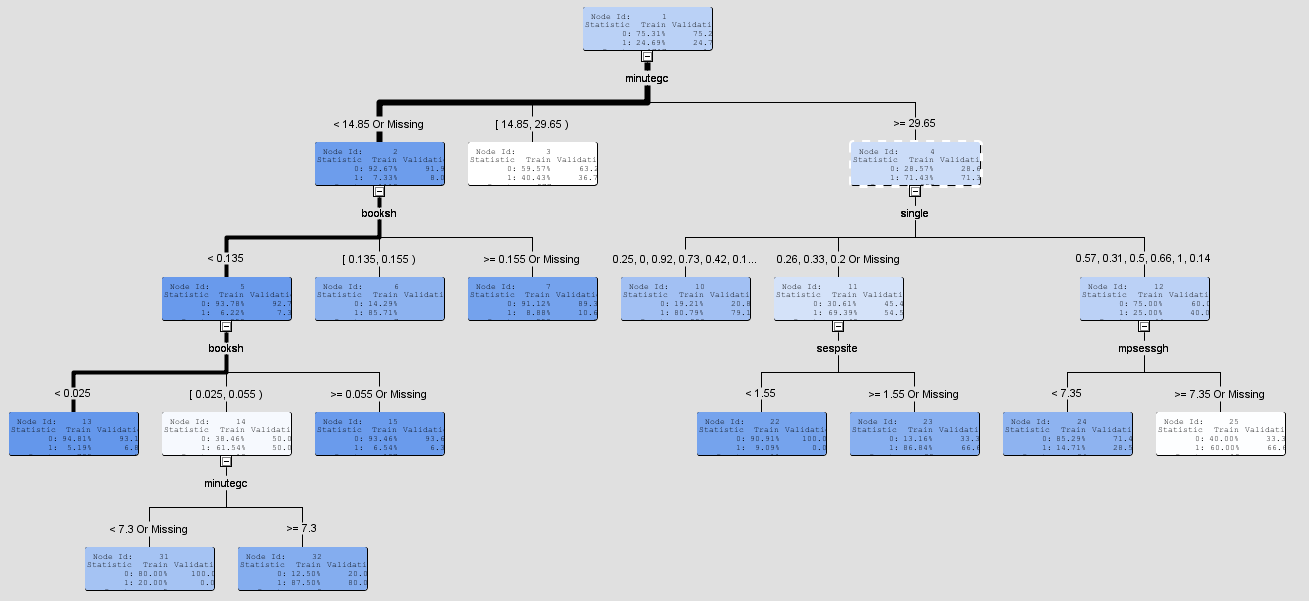 Node Id: 1
Statistic Train Validati
0: 75.31% 75.2
1: 24.69% 24.7
minutegc
< 14.85 Or Missing
[ 14.85, 29.65 )
>= 29.65
Node Id: 2
Statistic Train Validati
0: 92.67% 91.9
1: 7.33% 8.0
Node Id: 3
Statistic Train Validati
0: 59.57% 63.2
1: 40.43% 36.7
Node Id: 4
Statistic Train Validati
0: 28.57% 28.6
1: 71.43% 71.3
booksh
single
< 0.135
[ 0.135, 0.155 )
>= 0.155 Or Missing
0.25, 0, 0.92, 0.73, 0.42, 0.1...
0.26, 0.33, 0.2 Or Missing
0.57, 0.31, 0.5, 0.66, 1, 0.14
Node Id: 5
Statistic Train Validati
0: 93.78% 92.7
1: 6.22% 7.3
Node Id: 6
Statistic Train Validati
0: 14.29%
1: 85.71%
Node Id: 7
Statistic Train Validati
0: 91.12% 89.3
1: 8.88% 10.6
Node Id: 10
Statistic Train Validati
0: 19.21% 20.8
1: 80.79% 79.1
Node Id: 11
Statistic Train Validati
0: 30.61% 45.4
1: 69.39% 54.5
Node Id: 12
Statistic Train Validati
0: 75.00% 60.0
1: 25.00% 40.0
booksh
sespsite
mpsessgh
< 0.025
[ 0.025, 0.055 )
>= 0.055 Or Missing
< 1.55
>= 1.55 Or Missing
< 7.35
>= 7.35 Or Missing
Node Id: 13
Statistic Train Validati
0: 94.81% 93.1
1: 5.19% 6.8
Node Id: 14
Statistic Train Validati
0: 38.46% 50.0
1: 61.54% 50.0
Node Id: 15
Statistic Train Validati
0: 93.46% 93.6
1: 6.54% 6.3
Node Id: 22
Statistic Train Validati
0: 90.91% 100.0
1: 9.09% 0.0
Node Id: 23
Statistic Train Validati
0: 13.16% 33.3
1: 86.84% 66.6
Node Id: 24
Statistic Train Validati
0: 85.29% 71.4
1: 14.71% 28.5
Node Id: 25
Statistic Train Validati
0: 40.00% 33.3
1: 60.00% 66.6
minutegc
< 7.3 Or Missing
>= 7.3
Node Id: 31
Statistic Train Validati
0: 80.00% 100.0
1: 20.00% 0.0
Node Id: 32
Statistic Train Validati
0: 12.50% 20.0
1: 87.50% 80.0